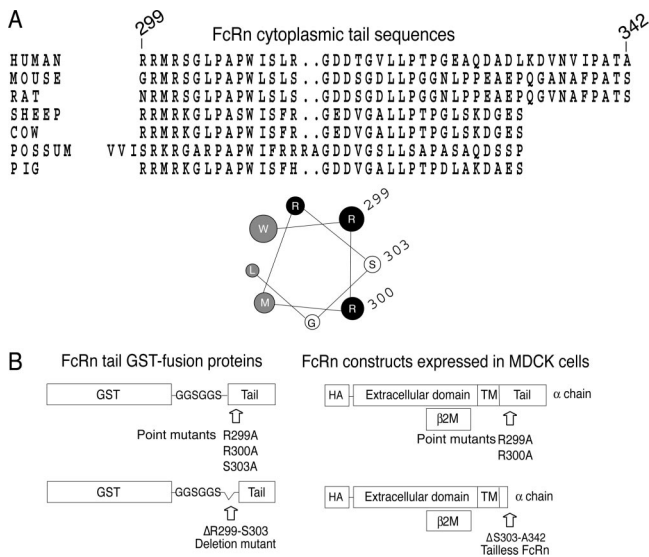 A
299
FcRn cytoplasmic tail sequences
342
HUMAN RRMRSGLPAPWISLR..GDDTGVLLPTPGEAQDADLKDVNVIPATA
MOUSE GRMRSGLPAPWLSLS..GDDSGDLLPGGNLPPEAEPQGANAFPATS
RAT NRMRSGLPAPWLSLS..GDDSGDLLPGGNLPPEAEPQGVNAFPATS
SHEEP RRMRKGLPAPWISFR..GEDVGALLPTPGLSKDGES
COW RRMRKGLPAPWISFR..GEDVGALLPTPGLSKDGES
POSSUM VVISRKRGARPAPWIFRRRAGDDVGSLLSAPASAQDSSP
PIG RRMRKGLPAPWISFH..GDDVGALLPTPDLAKDAES
R
299
W
R
S
303
L
M
R
300
G
B
FcRn tail GST-fusion proteins
FcRn constructs expressed in MDCK cells
GST GGSGGS Tail
HA Extracellular domain TM Tail α chain
β2M
Point mutants R299A
R300A
S303A
Point mutants R299A
R300A
GST GGSGGS Tail
HA Extracellular domain TM α chain
β2M
ΔR299-S303
Deletion mutant
ΔS303-A342
Tailless FcRn